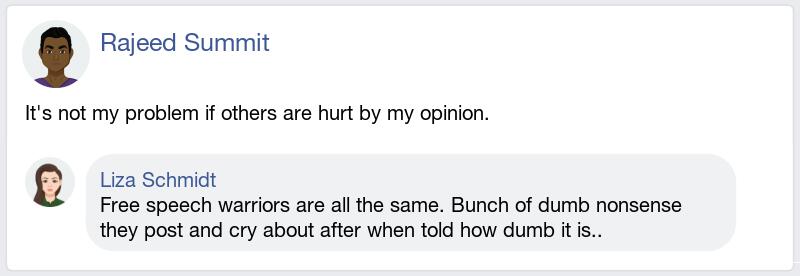 Rajeed Summit
It's not my problem if others are hurt by my opinion.
Liza Schmidt
Free speech warriors are all the same. Bunch of dumb nonsense
they post and cry about after when told how dumb it is..